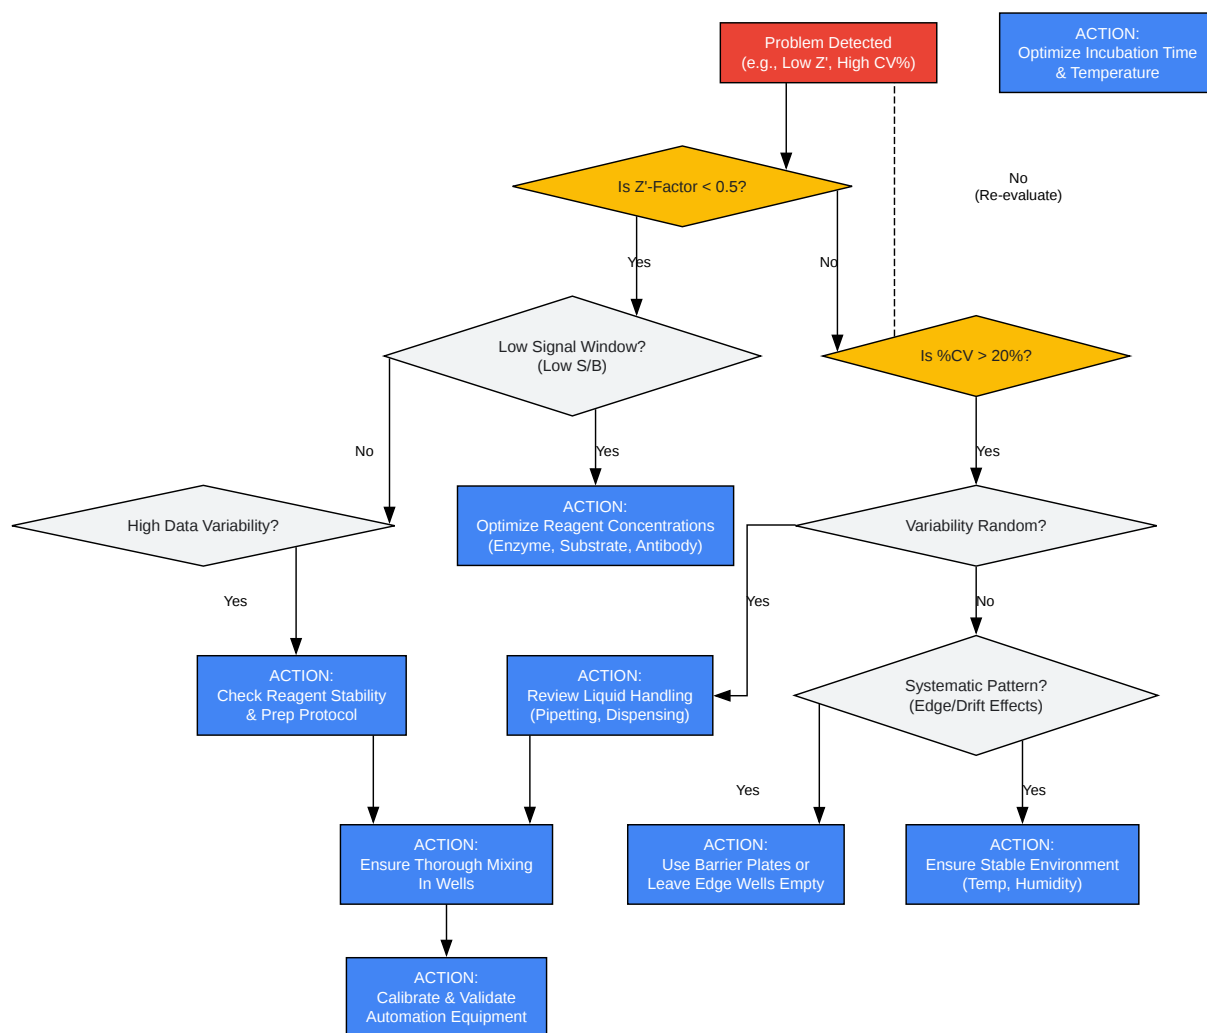 Problem Detected
(e.g., Low Z', High CV%)
ACTION:
Optimize Incubation Time
& Temperature
Is Z'-Factor < 0.5?
No
(Re-evaluate)
Yes
No
Low Signal Window?
(Low S/B)
Is %CV > 20%?
No
Yes
Yes
High Data Variability?
ACTION:
Optimize Reagent Concentrations
(Enzyme, Substrate, Antibody)
Variability Random?
Yes
Yes
No
ACTION:
Check Reagent Stability
& Prep Protocol
ACTION:
Review Liquid Handling
(Pipetting, Dispensing)
Systematic Pattern?
(Edge/Drift Effects)
Yes
Yes
ACTION:
Ensure Thorough Mixing
In Wells
ACTION:
Use Barrier Plates or
Leave Edge Wells Empty
ACTION:
Ensure Stable Environment
(Temp, Humidity)
ACTION:
Calibrate & Validate
Automation Equipment